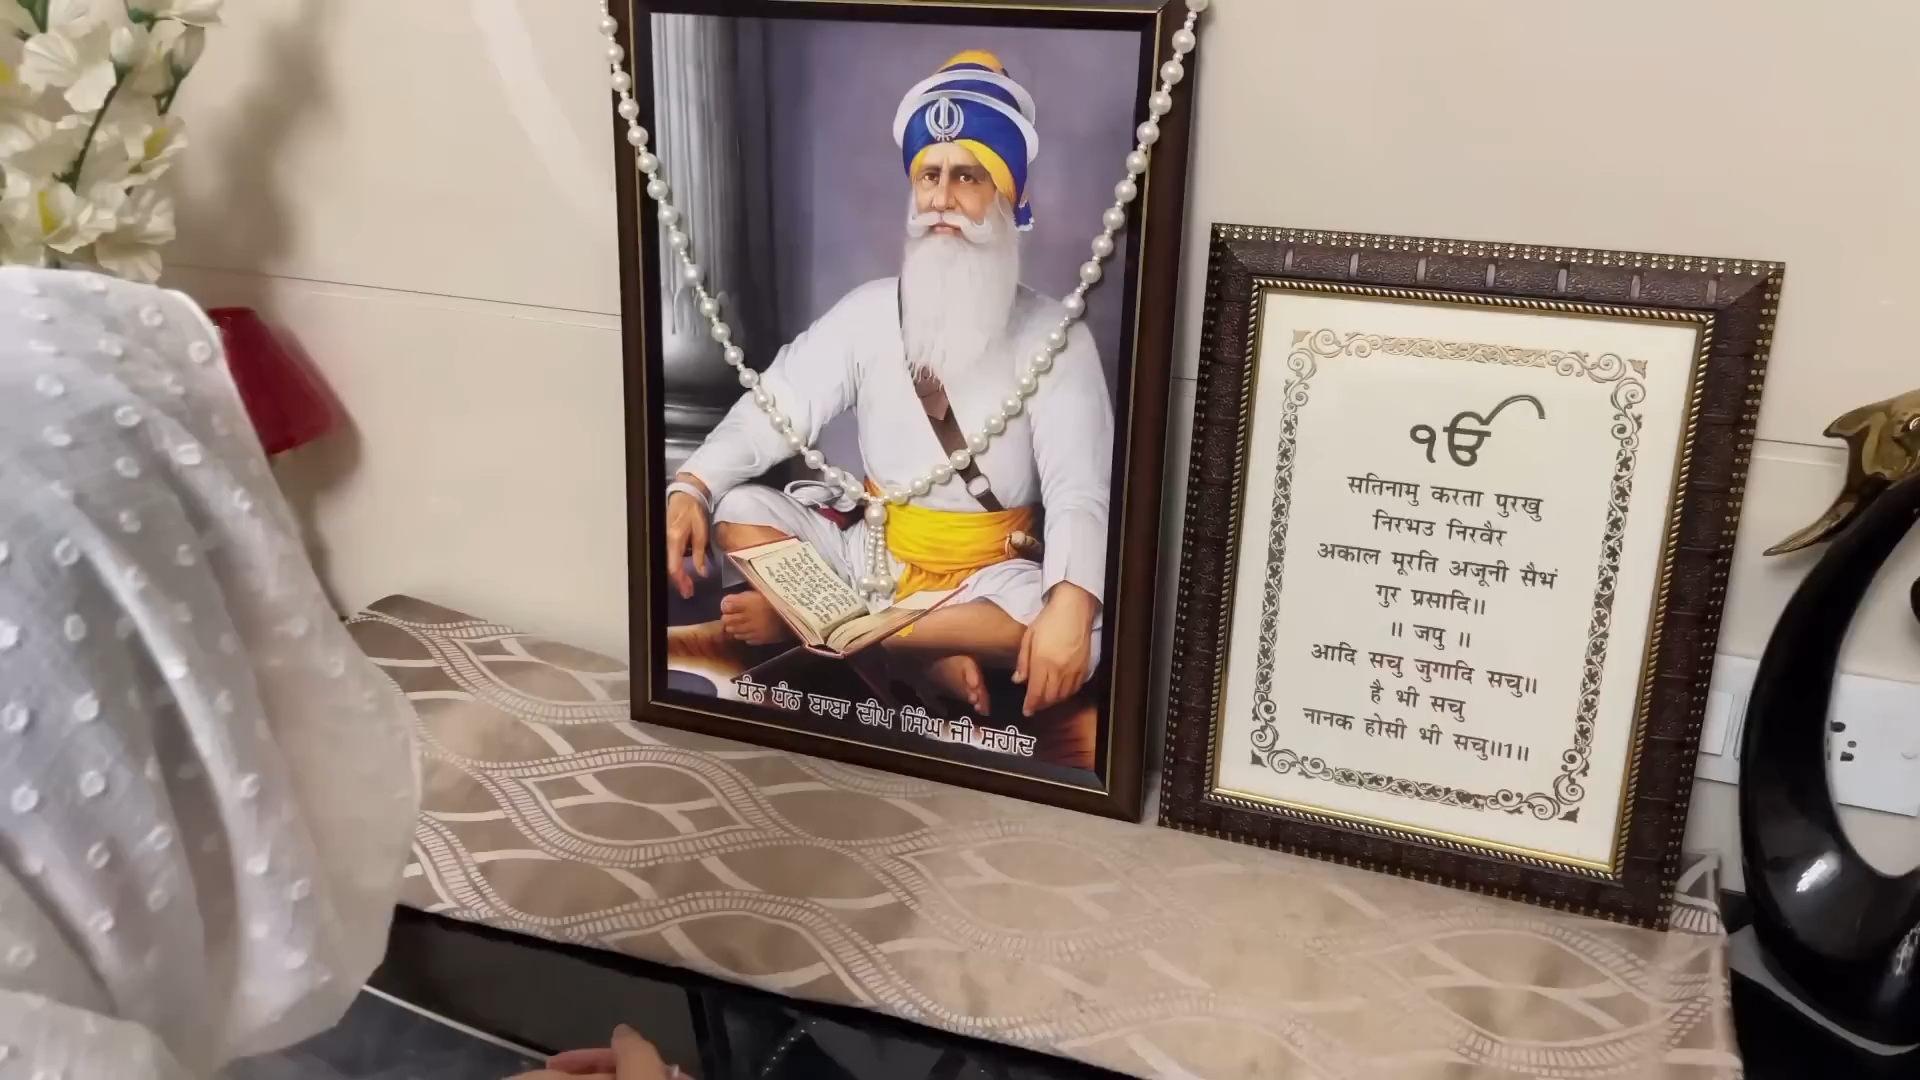 ਧੰਨ ਧੰਨ ਬਾਬਾ ਦੀਪ ਸਿੰਘ ਜੀ ਸ਼ਹੀਦ
ੴ
सतिनामु करता पुरखु
निरभउ निरवैर
अकाल मूरति अजूनी सैभं
गुर प्रसादि॥
॥ जपु ॥
आदि सचु जुगादि सचु॥
है भी सचु
नानक होसी भी सचु॥1॥